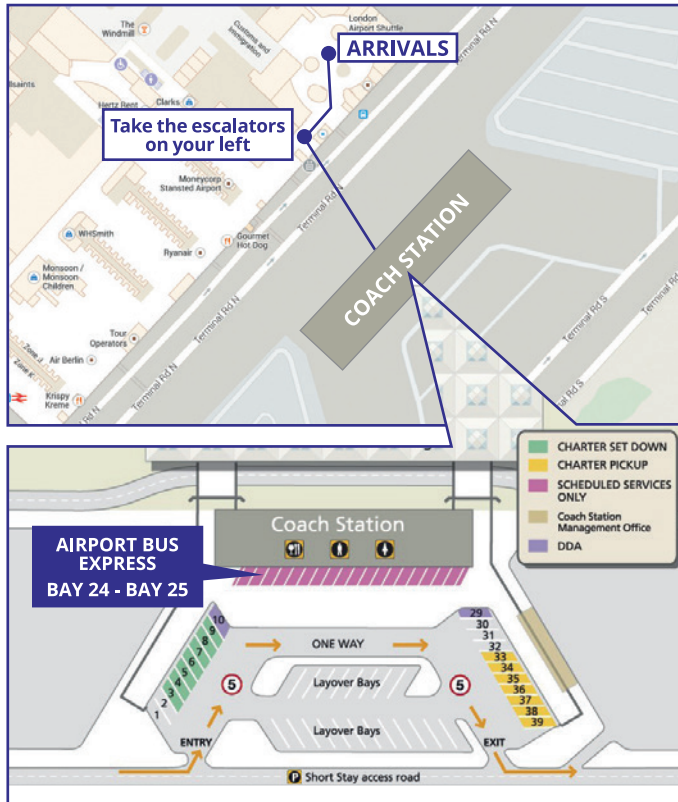 The
Windmill
Customs and
Immigration
London
Airport Shuttle
ARRIVALS
Terminal Rd N
llsaints
Hertz Rent
Clarks
Take the escalators
on your left
Moneycorp
Stansted Airport
WHSmith
Gourmet
Hot Dog
Ryanair
Monsoon /
Monsoon
Children
Terminal Rd N
COACH STATION
Terminal Rd S
Tour
Operators
Zone J
Zone K
Air Berlin
Krispy
Kreme
Rd N
Terminal Rd N
Terminal Rd S
CHARTER SET DOWN
CHARTER PICKUP
SCHEDULED SERVICES
ONLY
Coach Station
Management Office
DDA
Coach Station
AIRPORT BUS
EXPRESS
BAY 24 - BAY 25
10
9
8
7
6
5
4
3
2
1
29
30
31
32
33
34
35
36
37
38
39
ONE WAY
5
Layover Bays
5
Layover Bays
ENTRY
EXIT
P Short Stay access road